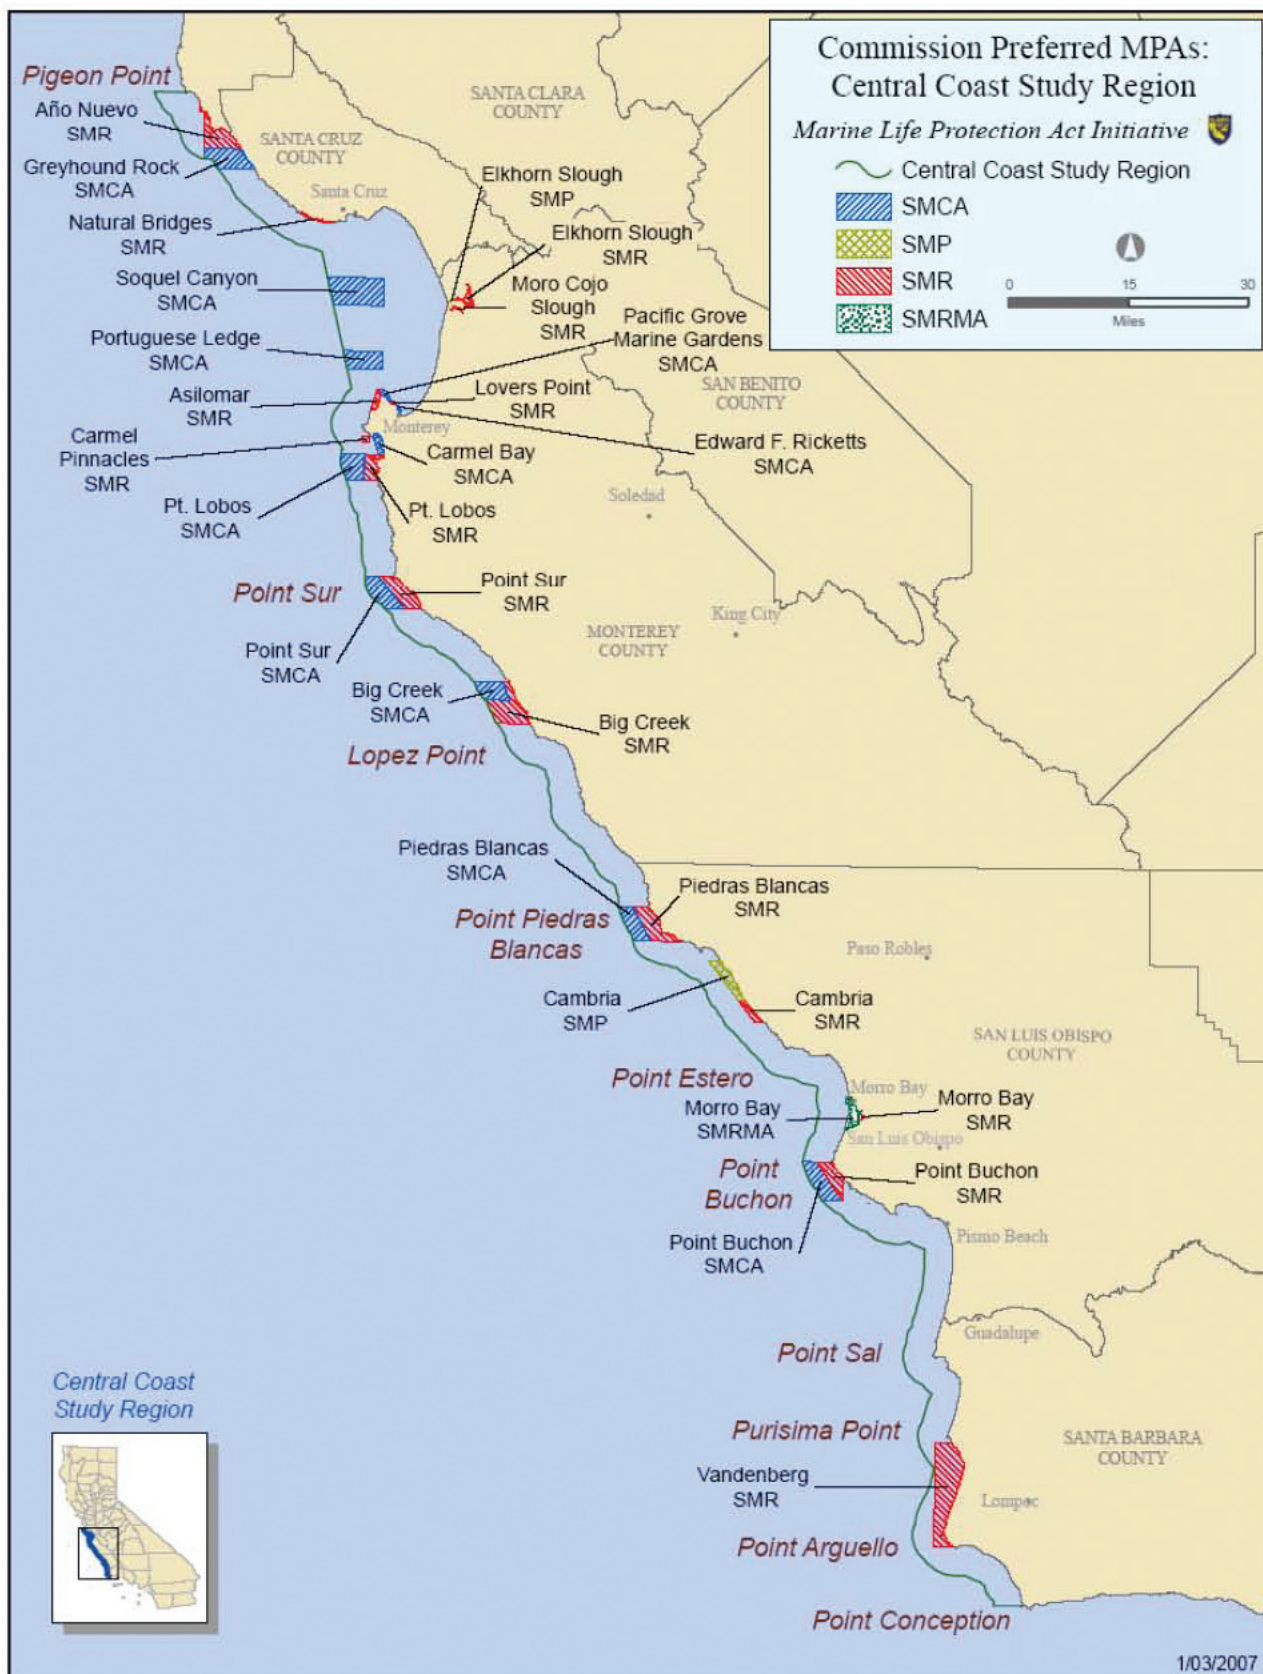 Commission Preferred MPAs:
Central Coast Study Region
Marine Life Protection Act Initiative
Central Coast Study Region
SMCA
SMP
SMR
SMRMA
0
15
30
Miles
Pigeon Point
Año Nuevo
SMR
Greyhound Rock
SMCA
Natural Bridges
SMR
Soquel Canyon
SMCA
Portuguese Ledge
SMCA
Asilomar
SMR
Carmel
Pinnacles
SMR
Pt. Lobos
SMCA
SANTA CLARA
COUNTY
SANTA CRUZ
COUNTY
Santa Cruz
Elkhorn Slough
SMP
Elkhorn Slough
SMR
Moro Cojo
Slough
SMR
Pacific Grove
Marine Gardens
SMCA
Lovers Point
SMR
SAN BENITO
COUNTY
Monterey
Edward F. Ricketts
SMCA
Carmel Bay
SMCA
Pt. Lobos
SMR
Soledad
Point Sur
Point Sur
SMR
Point Sur
SMCA
King City
MONTEREY
COUNTY
Big Creek
SMCA
Big Creek
SMR
Lopez Point
Piedras Blancas
SMCA
Piedras Blancas
SMR
Point Piedras
Blancas
Paso Robles
Cambria
SMP
Cambria
SMR
SAN LUIS OBISPO
COUNTY
Point Estero
Morro Bay
Morro Bay
SMRMA
Morro Bay
SMR
San Luis Obispo
Point
Buchon
Point Buchon
SMR
Point Buchon
SMCA
Pismo Beach
Guadalupe
Point Sal
Purisima Point
SANTA BARBARA
COUNTY
Vandenberg
SMR
Lompoc
Point Arguello
Point Conception
Central Coast
Study Region
1/03/2007